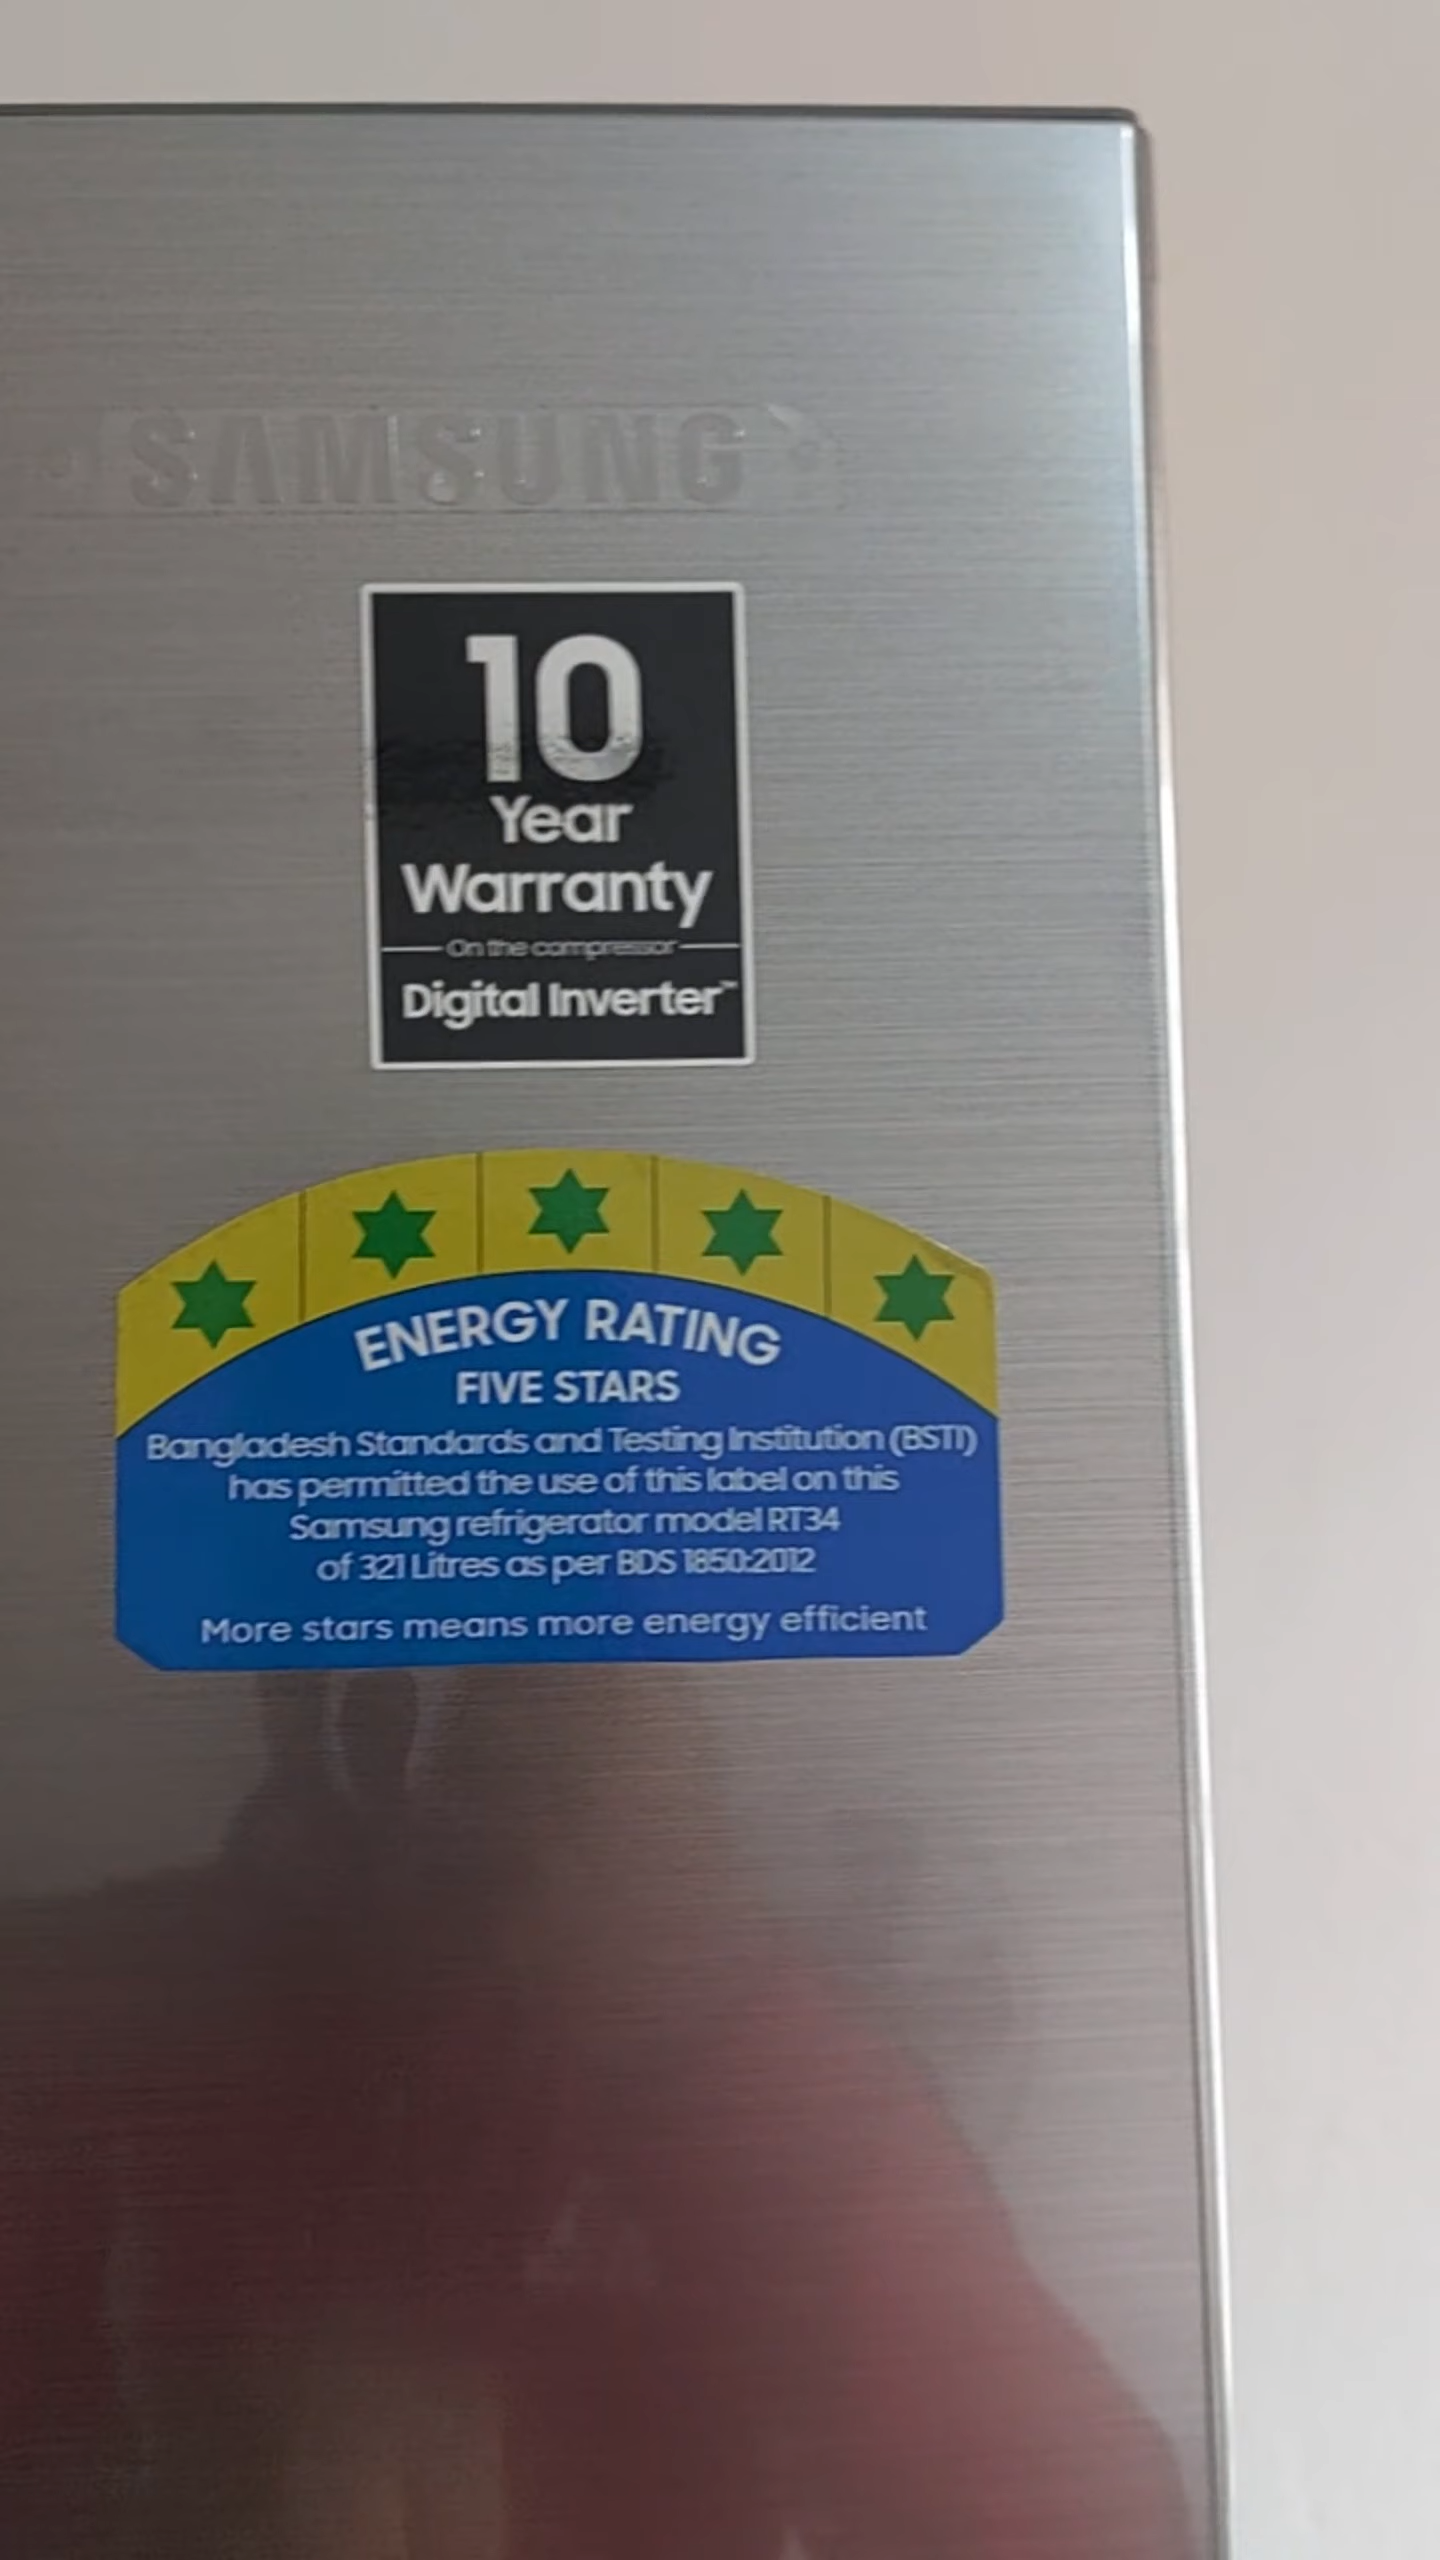 SAMSUNG
10
Year
Warranty
On the compressor
Digital Inverter™
ENERGY RATING
FIVE STARS
Bangladesh Standards and Testing Institution (BSTI)
has permitted the use of this label on this
Samsung refrigerator model RT34
of 321 Litres as per BDS 1850:2012
More stars means more energy efficient